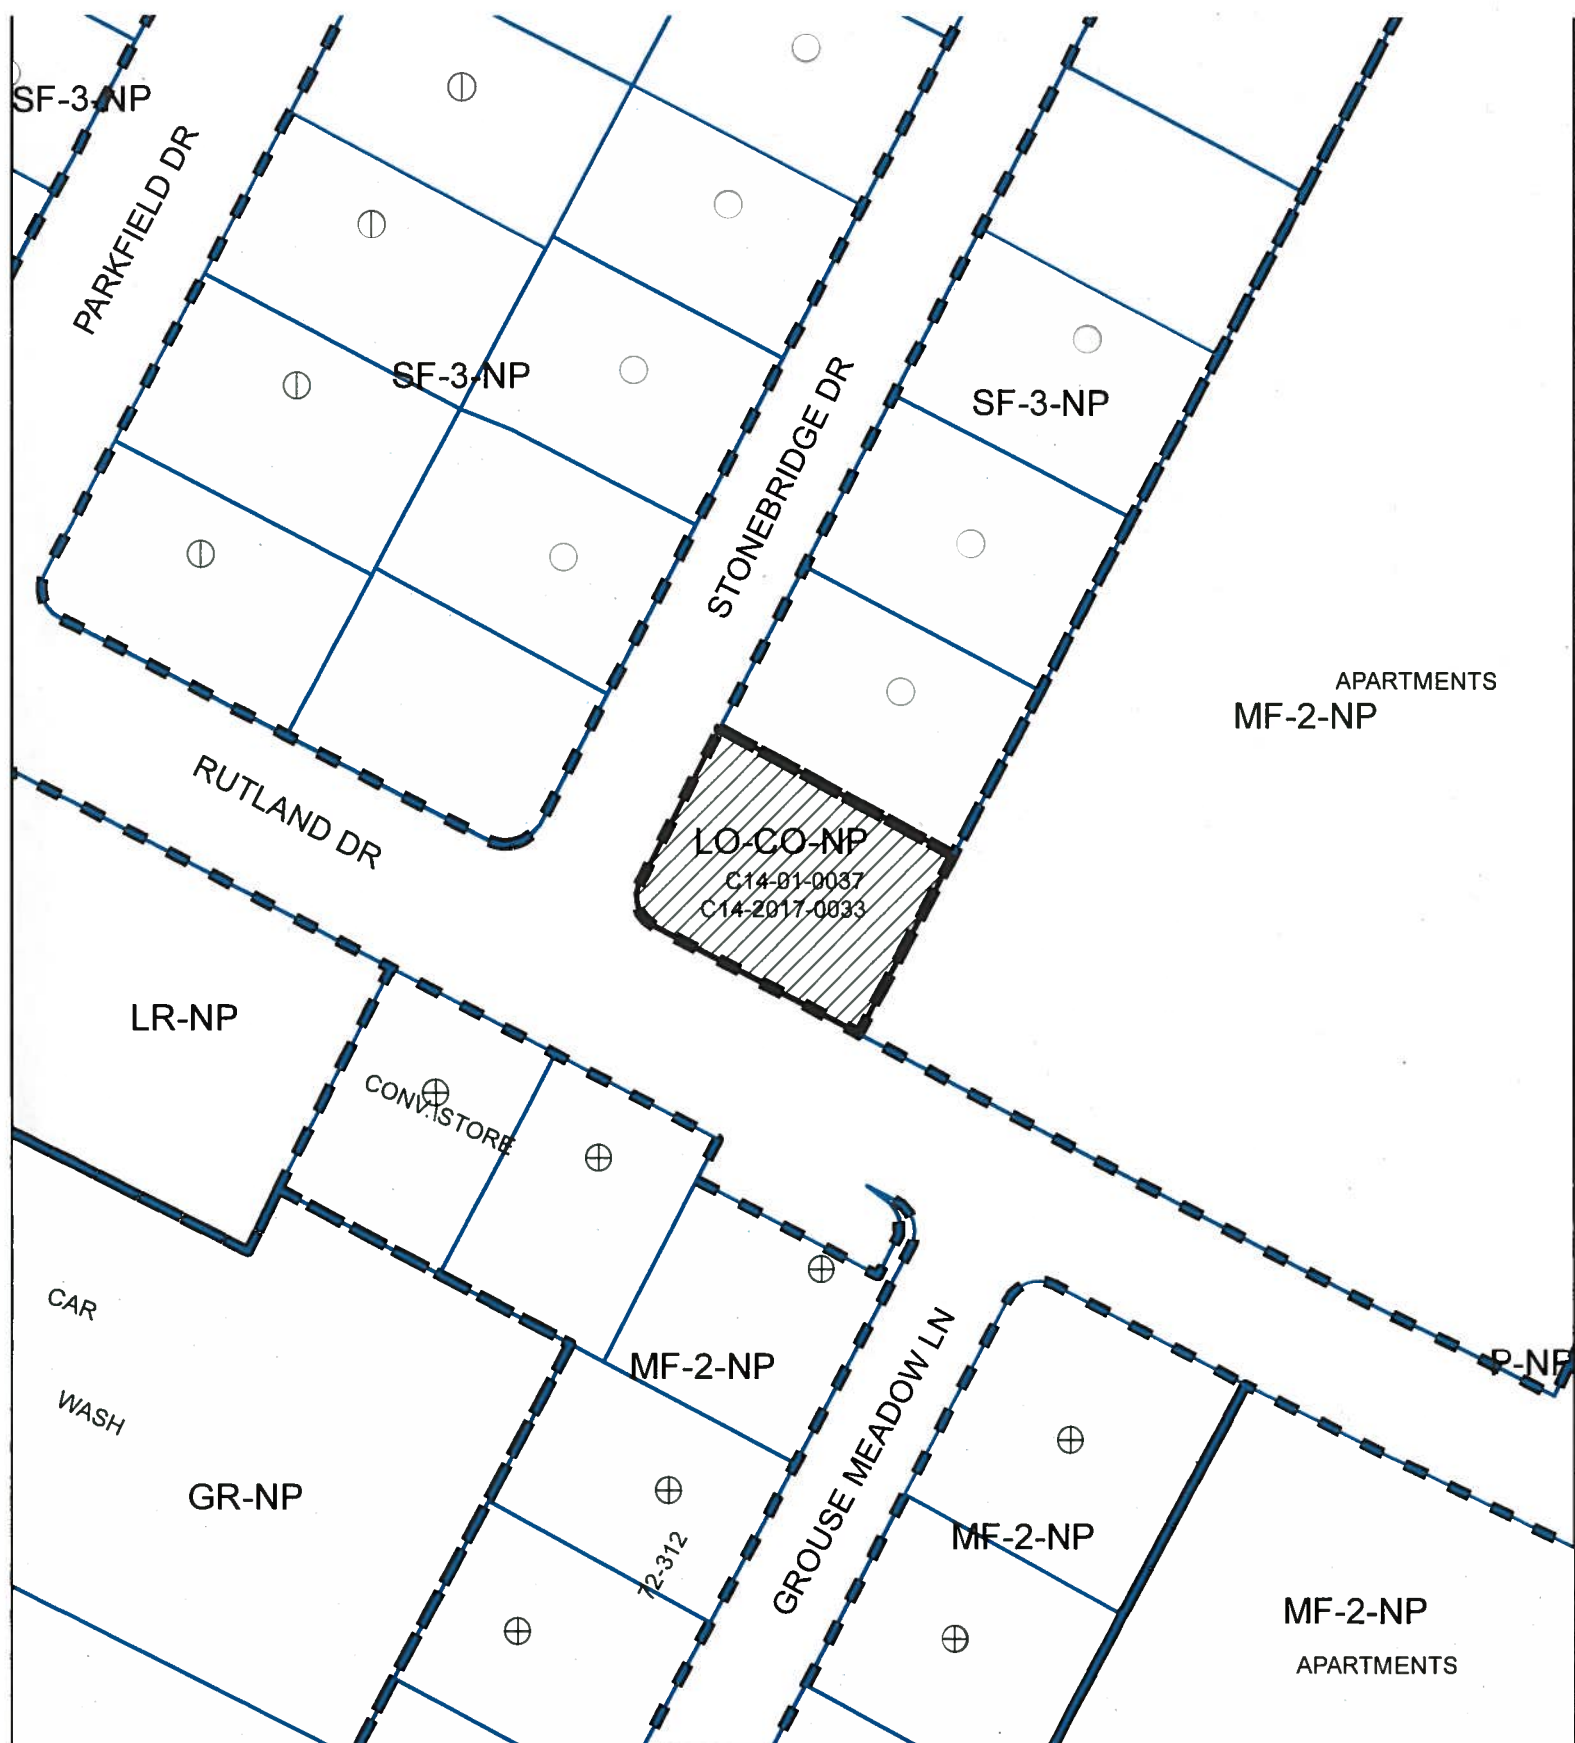 SF-3-NP
PARKFIELD DR
SF-3-NP
STONEBRIDGE DR
SF-3-NP
APARTMENTS
MF-2-NP
RUTLAND DR
LO-CO-NP
C14-01-0037
C14-2017-0033
LR-NP
CONV. STORE
CAR
WASH
GR-NP
MF-2-NP
72-312
GROUSE MEADOW LN
P-NP
MF-2-NP
MF-2-NP
APARTMENTS